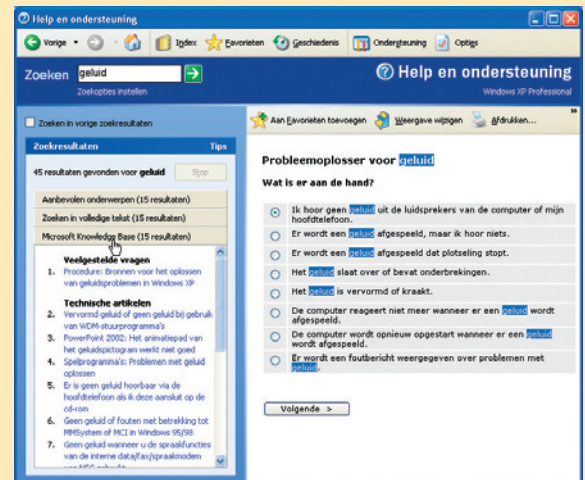 Help en ondersteuning
Vorige Index Favorieten Geschiedenis Ondersteuning Opties
Zoeken geluid
Zoekopties instellen
Help en ondersteuning
Windows XP Professional
Zoeken in vorige zoekresultaten
Zoekresultaten Tips
45 resultaten gevonden voor geluid Stop
Aanbevolen onderwerpen (15 resultaten)
Zoeken in volledige tekst (15 resultaten)
Microsoft Knowledge Base (15 resultaten)
Veelgestelde vragen
1. Procedure: Bronnen voor het oplossen
van geluidsproblemen in Windows XP
Technische artikelen
2. Vervormd geluid of geen geluid bij gebruik
van WDM-stuurprogramma's
3. PowerPoint 2002: Het animatiepad van
het geluidspictogram werkt niet goed
4. Spelprogramma's: Problemen met geluid
oplossen
5. Er is geen geluid hoorbaar via de
hoofdtelefoon als ik deze aansluit op de
cd-rom
6. Geen geluid of fouten met betrekking tot
MMSystem of MCI in Windows 95/98
7. Geen geluid wanneer u de spraakfuncties
van de interne data/fax/spraakmodem
Aan Favorieten toevoegen Weergave wijzigen Afdrukken... »
Probleemoplosser voor geluid
Wat is er aan de hand?
Ik hoor geen geluid uit de luidsprekers van de computer of mijn
hoofdtelefoon.
Er wordt een geluid afgespeeld, maar ik hoor niets.
Er wordt een geluid afgespeeld dat plotseling stopt.
Het geluid slaat over of bevat onderbrekingen.
Het geluid is vervormd of kraakt.
De computer reageert niet meer wanneer er een geluid wordt
afgespeeld.
De computer wordt opnieuw opgestart wanneer er een geluid
wordt afgespeeld.
Er wordt een foutbericht weergegeven over problemen met
geluid.
Volgende >